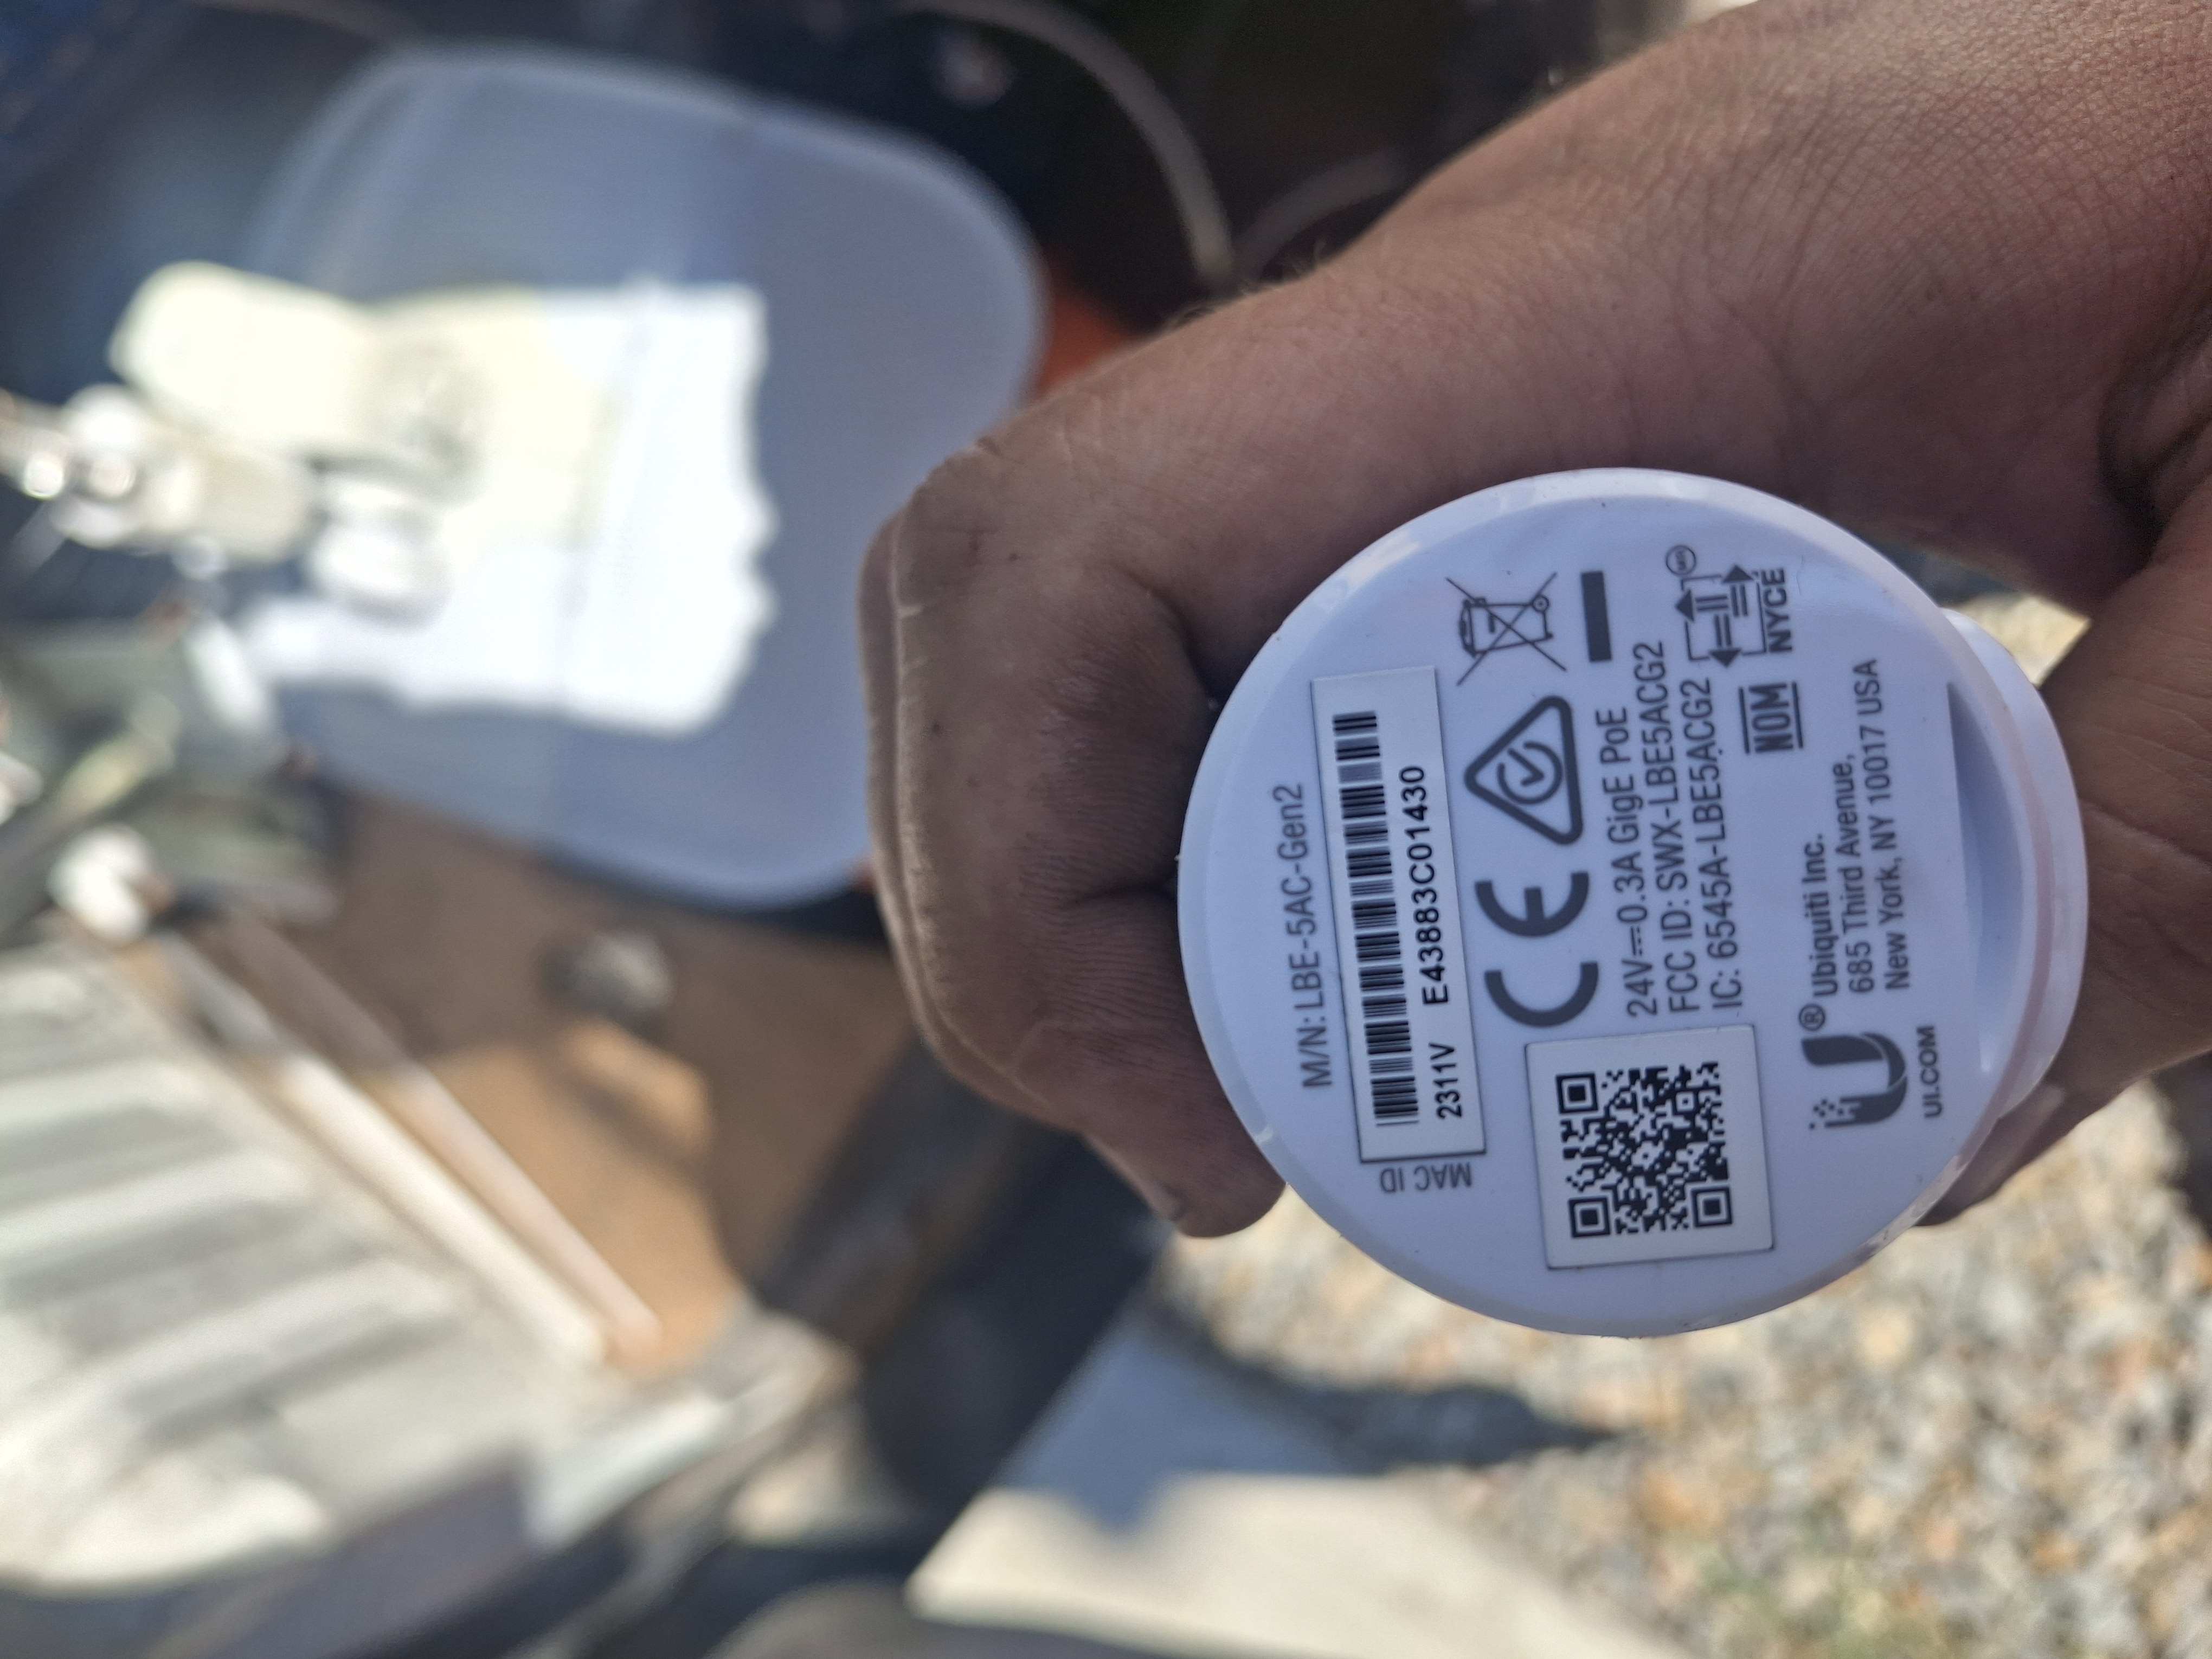 M/N: LBE-5AC-Gen2
MAC ID
2311V E43883C01430
CE
24V⎓0.3A GigE PoE
FCC ID: SWX-LBE5ACG2
IC: 6545A-LBE5ACG2
NOM
NYCE
U® Ubiquiti Inc.
685 Third Avenue,
New York, NY 10017 USA
UI.COM